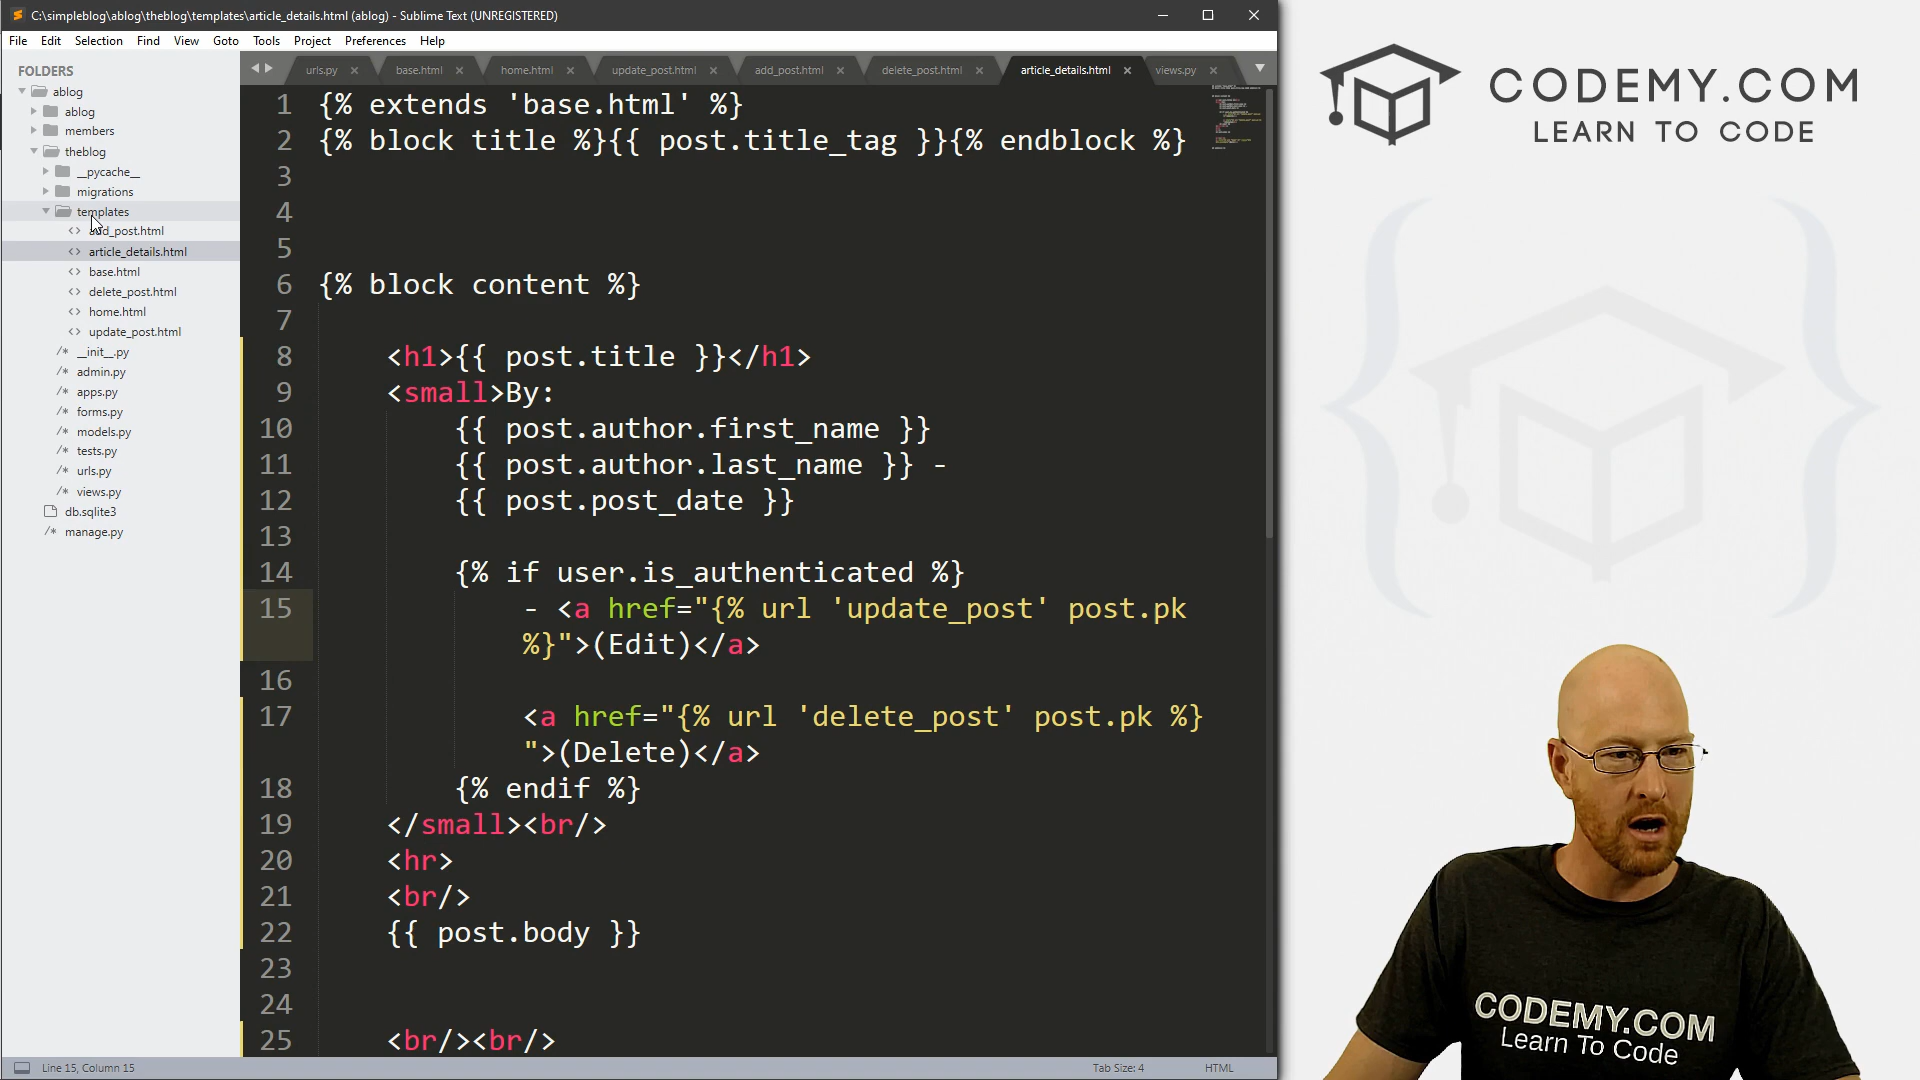 C:\simpleblog\ablog\theblog\templates\article_details.html (ablog) - Sublime Text (UNREGISTERED)
File Edit Selection Find View Goto Tools Project Preferences Help
FOLDERS
ablog
ablog
members
theblog
__pycache__
migrations
templates
add_post.html
article_details.html
base.html
delete_post.html
home.html
update_post.html
__init__.py
admin.py
apps.py
forms.py
models.py
tests.py
urls.py
views.py
db.sqlite3
manage.py
urls.py base.html home.html update_post.html add_post.html delete_post.html article_details.html views.py
1 {% extends 'base.html' %}
2 {% block title %}{{ post.title_tag }}{% endblock %}
3
4
5
6 {% block content %}
7
8 <h1>{{ post.title }}</h1>
9 <small>By:
10 {{ post.author.first_name }}
11 {{ post.author.last_name }} -
12 {{ post.post_date }}
13
14 {% if user.is_authenticated %}
15 - <a href="{% url 'update_post' post.pk
%}">(Edit)</a>
16
17 <a href="{% url 'delete_post' post.pk %}
">(Delete)</a>
18 {% endif %}
19 </small><br/>
20 <hr>
21 <br/>
22 {{ post.body }}
23
24
25 <br/><br/>
Line 15, Column 15
Tab Size: 4
HTML
CODEMY.COM
LEARN TO CODE
CODEMY.COM
Learn To Code